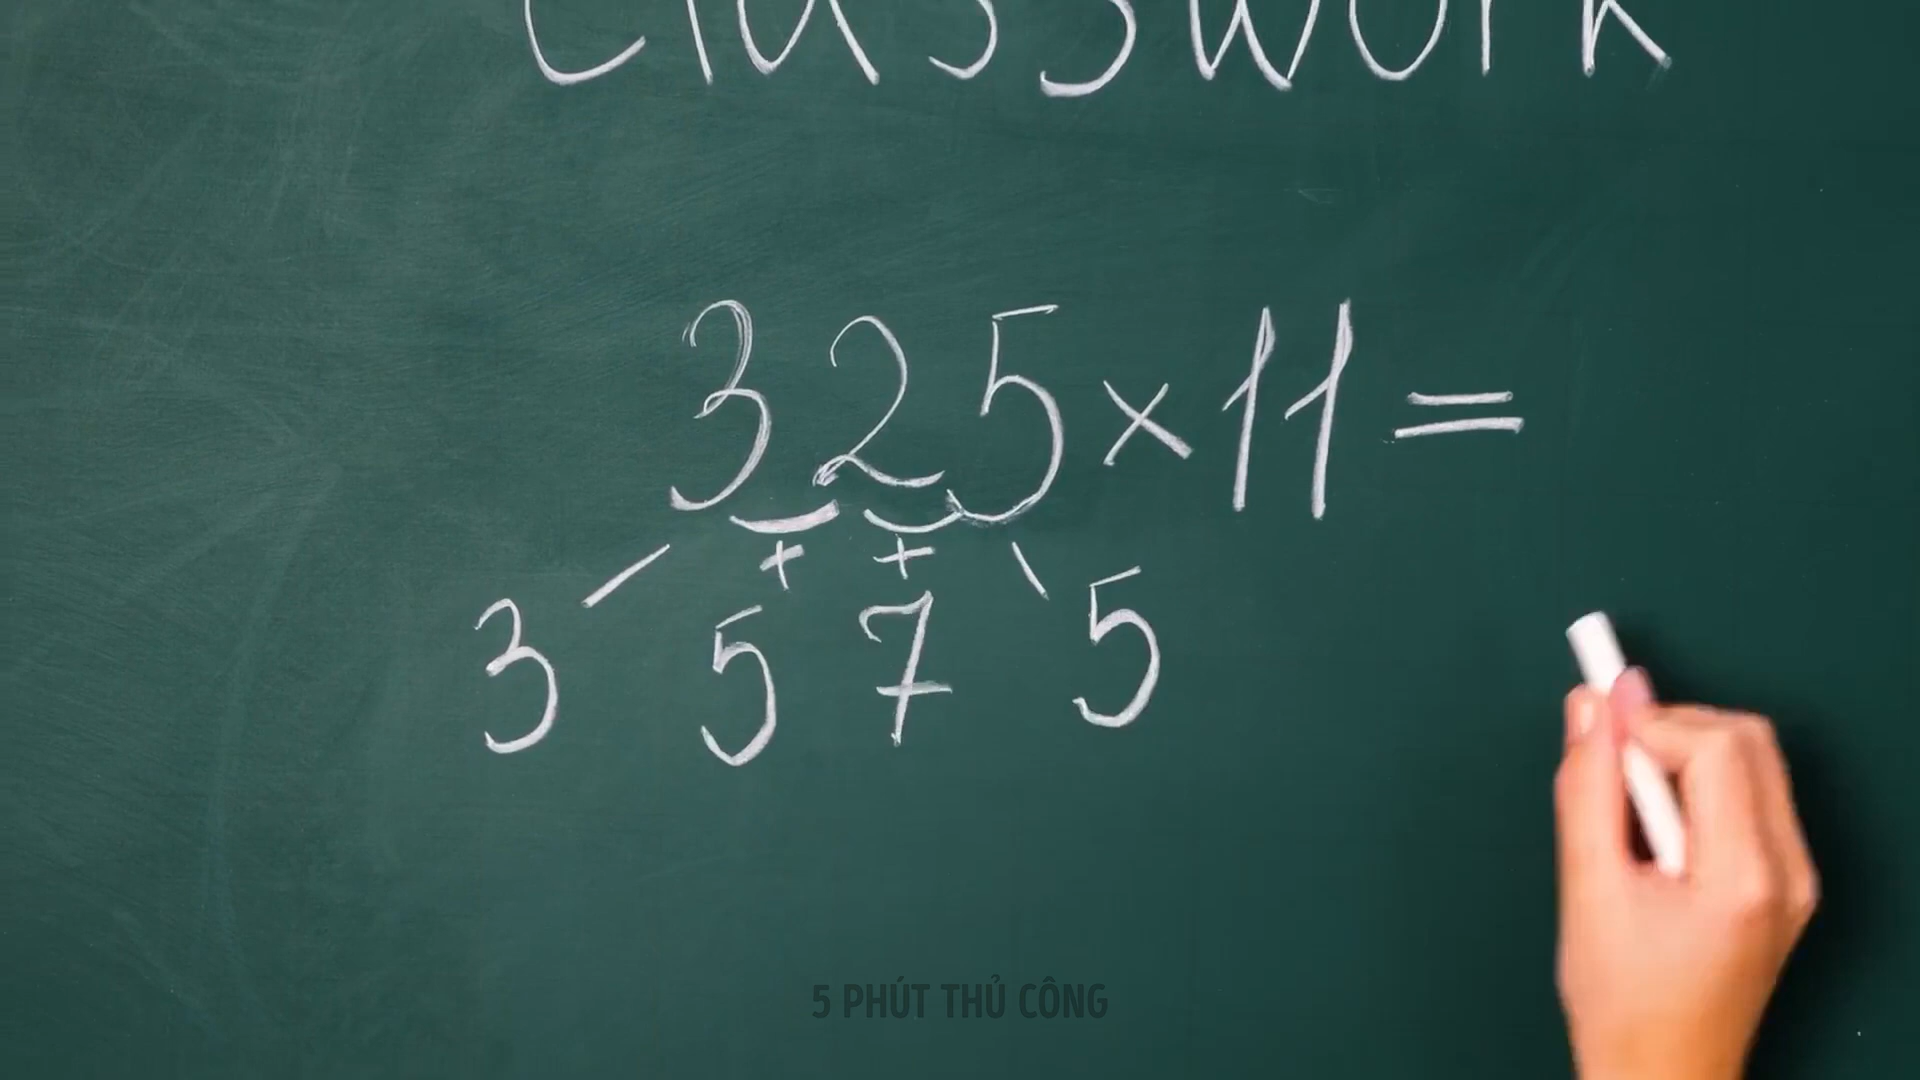 Classwork
325×11=
+ +
3 5 7 5
5 PHÚT THỦ CÔNG